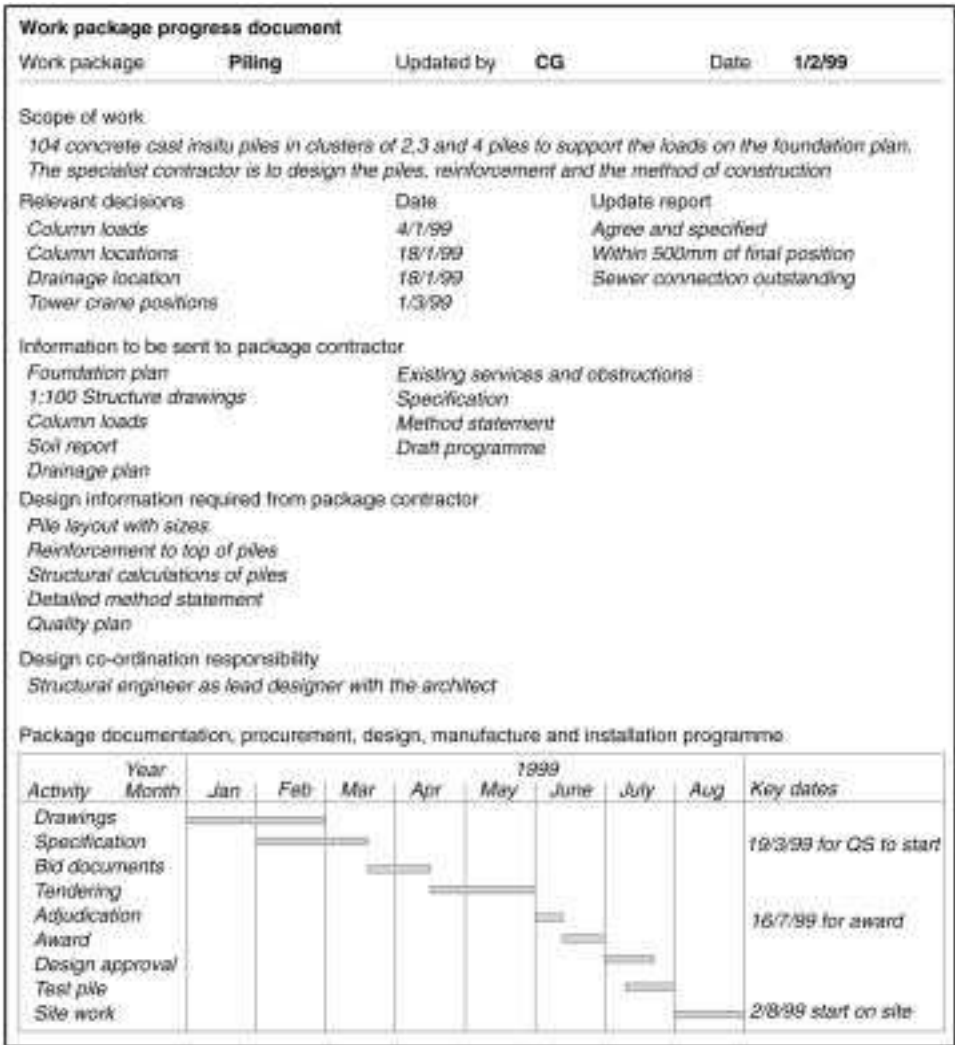 Work package progress document
Work package Piling Updated by CG Date 1/2/99
Scope of work
104 concrete cast insitu piles in clusters of 2,3 and 4 piles to support the loads on the foundation plan.
The specialist contractor is to design the piles, reinforcement and the method of construction
Relevant decisions Date Update report
Column loads 4/1/99 Agree and specified
Column locations 18/1/99 Within 500mm of final position
Drainage location 18/1/99 Sewer connection outstanding
Tower crane positions 1/3/99
Information to be sent to package contractor
Foundation plan Existing services and obstructions
1:100 Structure drawings Specification
Column loads Method statement
Soil report Draft programme
Drainage plan
Design information required from package contractor
Pile layout with sizes
Reinforcement to top of piles
Structural calculations of piles
Detailed method statement
Quality plan
Design co-ordination responsibility
Structural engineer as lead designer with the architect
Package documentation, procurement, design, manufacture and installation programme
Year 1999
Activity Month Jan Feb Mar Apr May June July Aug Key dates
Drawings
Specification 19/3/99 for QS to start
Bid documents
Tendering
Adjudication 16/7/99 for award
Award
Design approval
Test pile
Site work 2/8/99 start on site